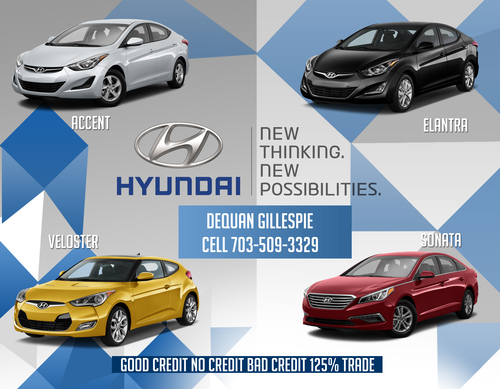 ACCENT
ELANTRA
HYUNDAI
NEW
THINKING.
NEW
POSSIBILITIES.
DEQUAN GILLESPIE
CELL 703-509-3329
VELOSTER
SONATA
GOOD CREDIT NO CREDIT BAD CREDIT 125% TRADE